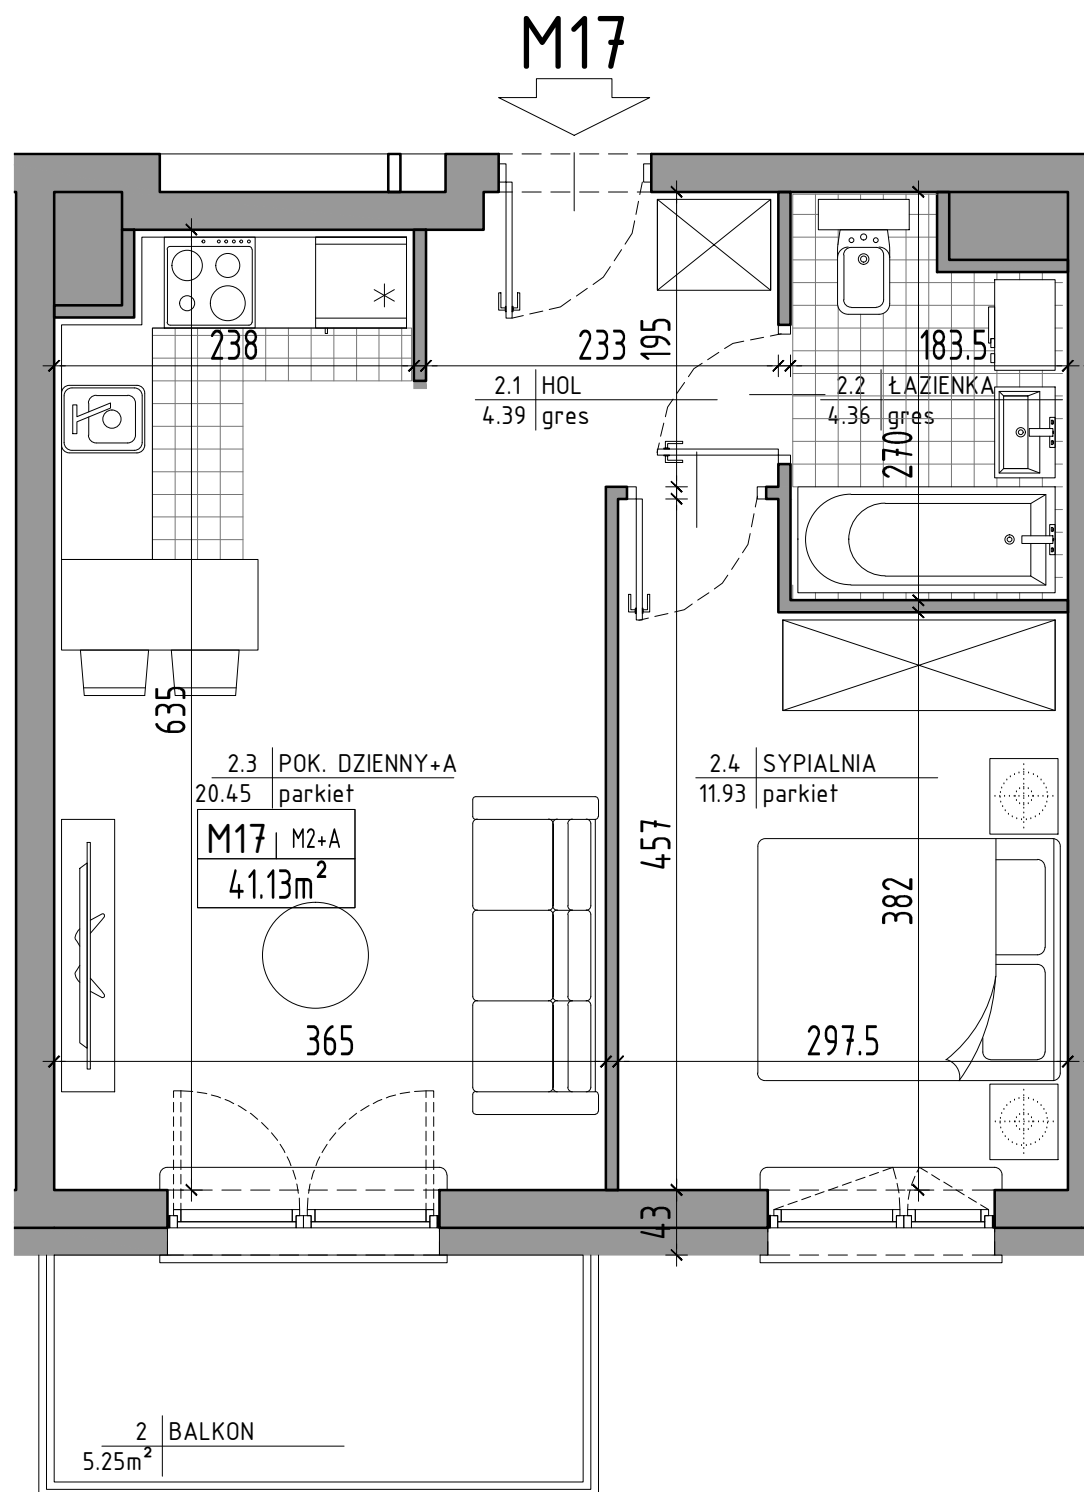 M17
238
233
195
183.5
2.1 HOL
4.39 gres
2.2 ŁAZIENKA
4.36 gres
270
635
2.3 POK. DZIENNY+A
20.45 parkiet
M17 M2+A
41.13m²
2.4 SYPIALNIA
11.93 parkiet
457
382
365
297.5
43
2 BALKON
5.25m²